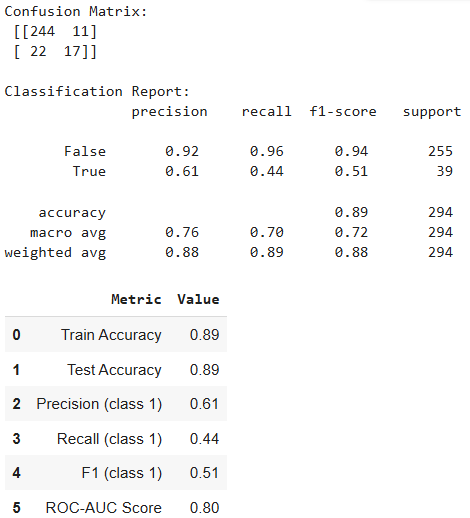 Confusion Matrix:
[[244 11]
[ 22 17]]
Classification Report:
precision recall f1-score support
False 0.92 0.96 0.94 255
True 0.61 0.44 0.51 39
accuracy 0.89 294
macro avg 0.76 0.70 0.72 294
weighted avg 0.88 0.89 0.88 294
Metric Value
0 Train Accuracy 0.89
1 Test Accuracy 0.89
2 Precision (class 1) 0.61
3 Recall (class 1) 0.44
4 F1 (class 1) 0.51
5 ROC-AUC Score 0.80